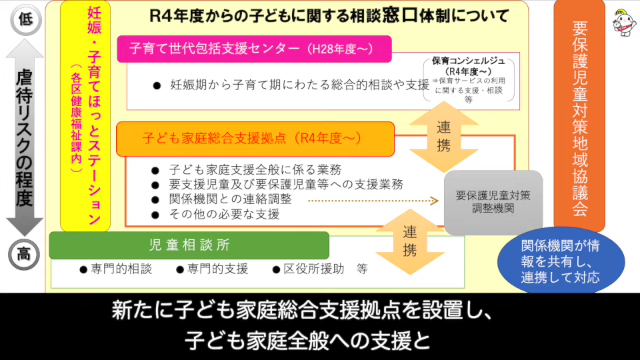 R4年度からの子どもに関する相談窓口体制について
低
虐待リスクの程度
高
妊娠・子育てほっとステーション
（各区健康福祉課内）
子育て世代包括支援センター（H28年度～）
● 妊娠期から子育て期にわたる総合的相談や支援
保育コンシェルジュ
（R4年度～）
⇒保育サービスの利用
に関する支援・相談
等
連携
子ども家庭総合支援拠点（R4年度～）
● 子ども家庭支援全般に係る業務
● 要支援児童及び要保護児童等への支援業務
● 関係機関との連絡調整
● その他の必要な支援
要保護児童対策
調整機関
連携
児童相談所
●専門的相談 ●専門的支援 ●区役所援助 等
要保護児童対策地域協議会
関係機関が情
報を共有し、
連携して対応
新たに子ども家庭総合支援拠点を設置し、
子ども家庭全般への支援と